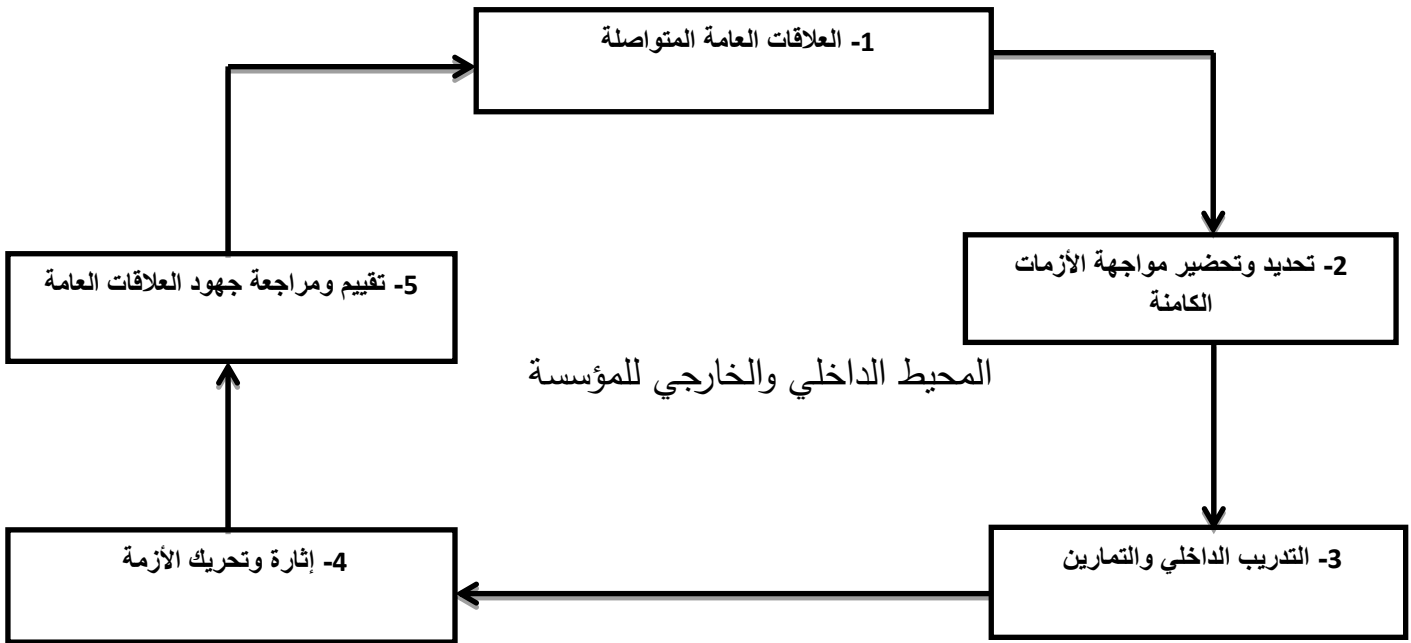 1- العلاقات العامة المتواصلة
2- تحديد وتحضير مواجهة الأزمات
الكامنة
5- تقييم ومراجعة جهود العلاقات العامة
المحيط الداخلي والخارجي للمؤسسة
3- التدريب الداخلي والتمارين
4- إثارة وتحريك الأزمة